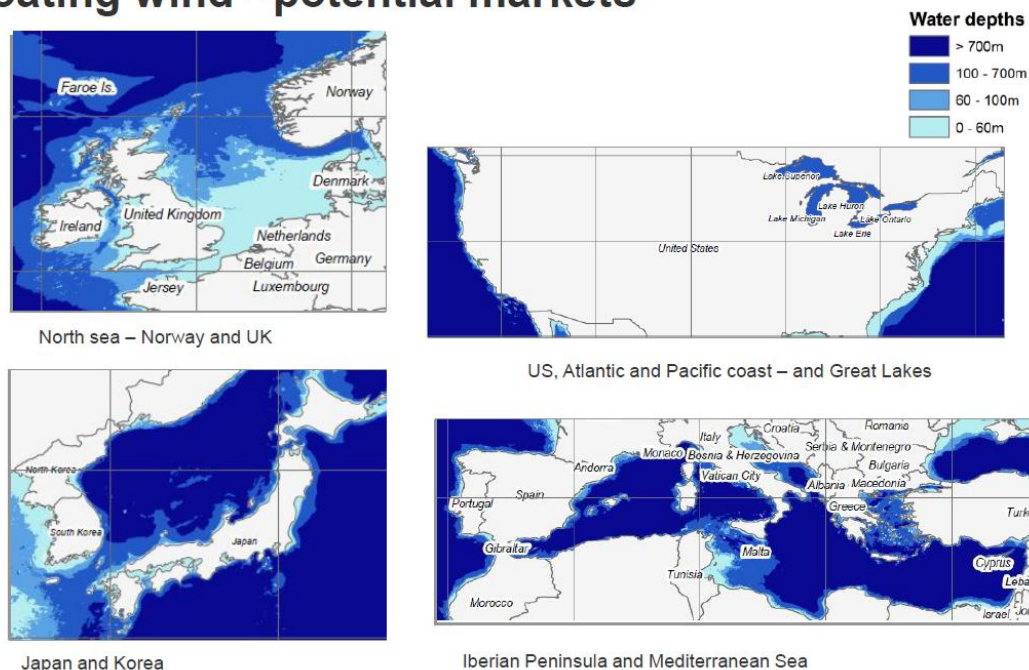 oating wind - potential markets
Water depths
> 700m
100 - 700m
60 - 100m
0 - 60m
Faroe Is.
Norway
Denmark
Ireland
United Kingdom
Netherlands
Belgium
Germany
Jersey
Luxembourg
North sea – Norway and UK
Lake Superior
Lake Huron
Lake Michigan
Lake Ontario
Lake Erie
United States
US, Atlantic and Pacific coast – and Great Lakes
North Korea
South Korea
Japan
Japan and Korea
Italy
Croatia
Romania
Serbia & Montenegro
Monaco
Bosnia & Herzegovina
Bulgaria
Andorra
Vatican City
Albania
Macedonia
Portugal
Spain
Greece
Turk
Gibraltar
Malta
Cyprus
Tunisia
Leba
Morocco
Israel
Jo
Iberian Peninsula and Mediterranean Sea